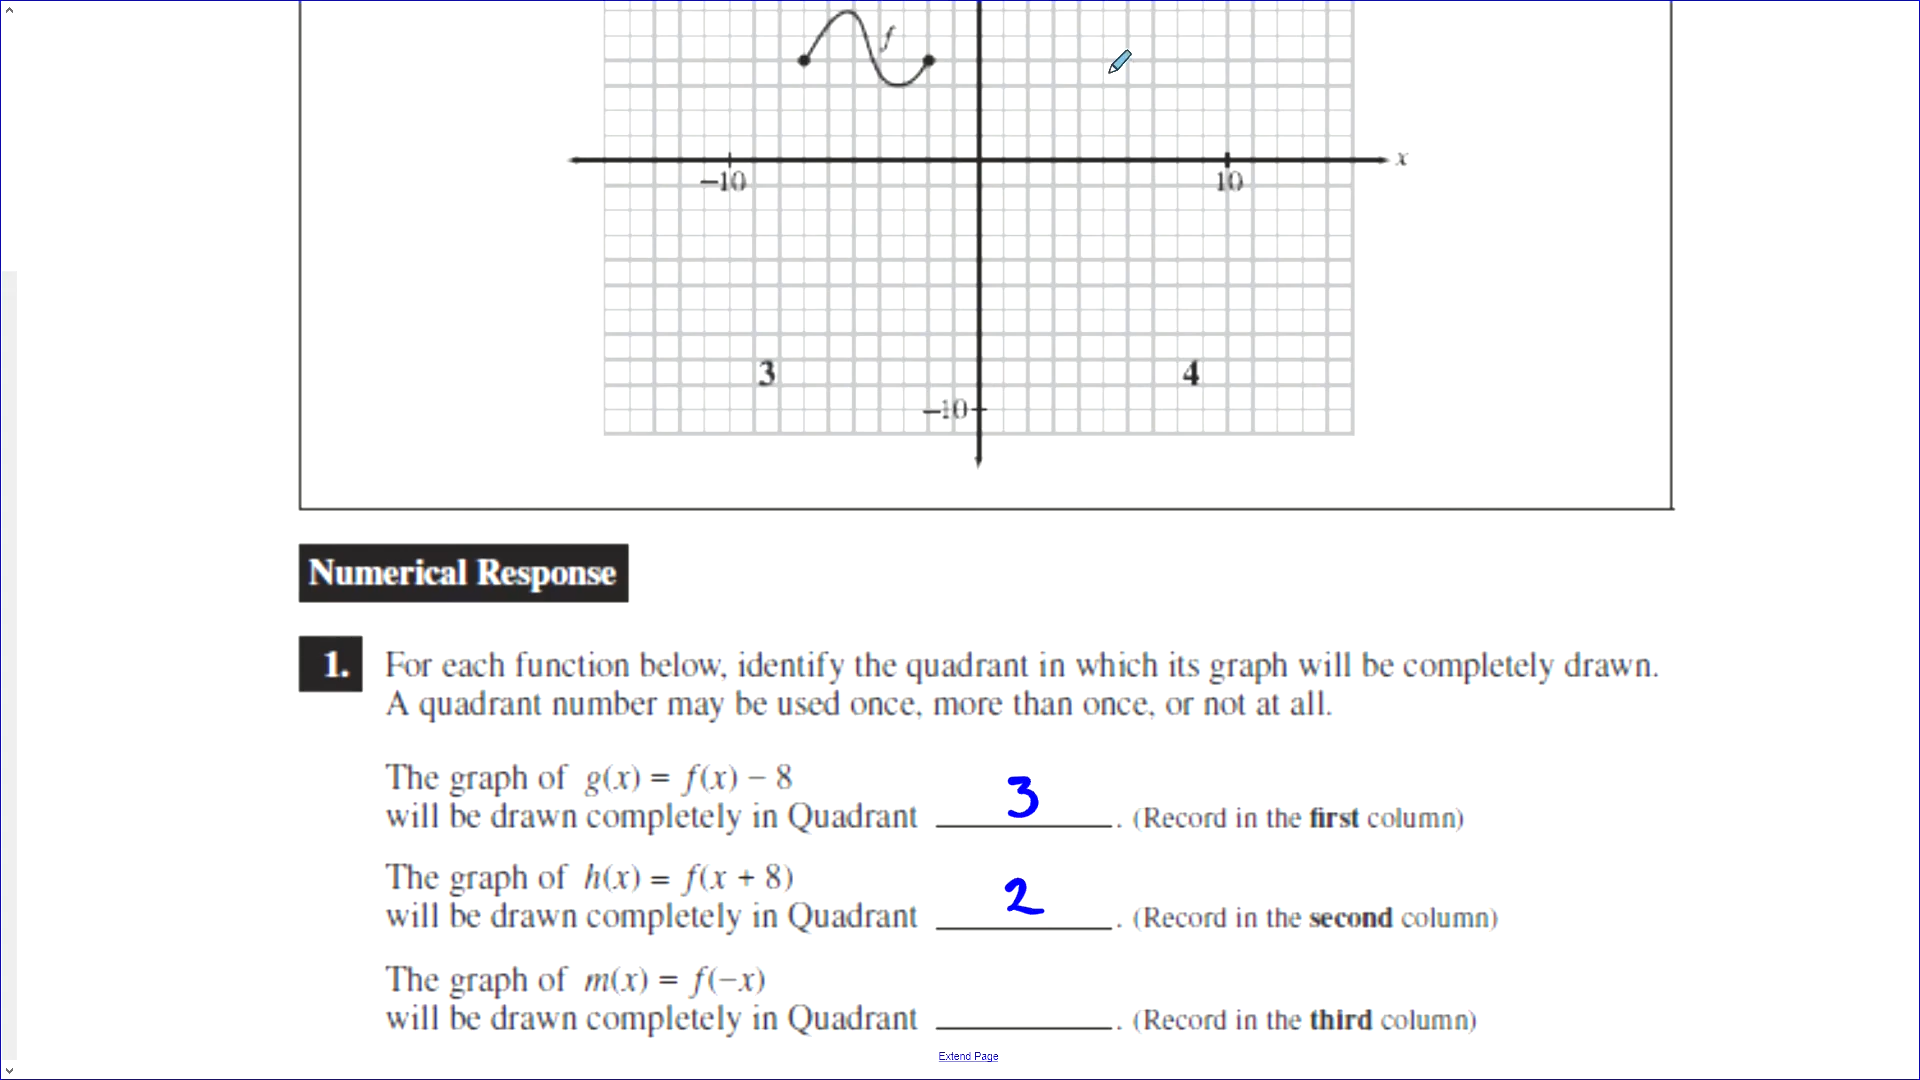 f
x
–10
10
3
4
–10
Numerical Response
1. For each function below, identify the quadrant in which its graph will be completely drawn.
A quadrant number may be used once, more than once, or not at all.
The graph of g(x) = f(x) – 8
will be drawn completely in Quadrant 3. (Record in the first column)
The graph of h(x) = f(x + 8)
will be drawn completely in Quadrant 2. (Record in the second column)
The graph of m(x) = f(–x)
will be drawn completely in Quadrant ________. (Record in the third column)
Extend Page